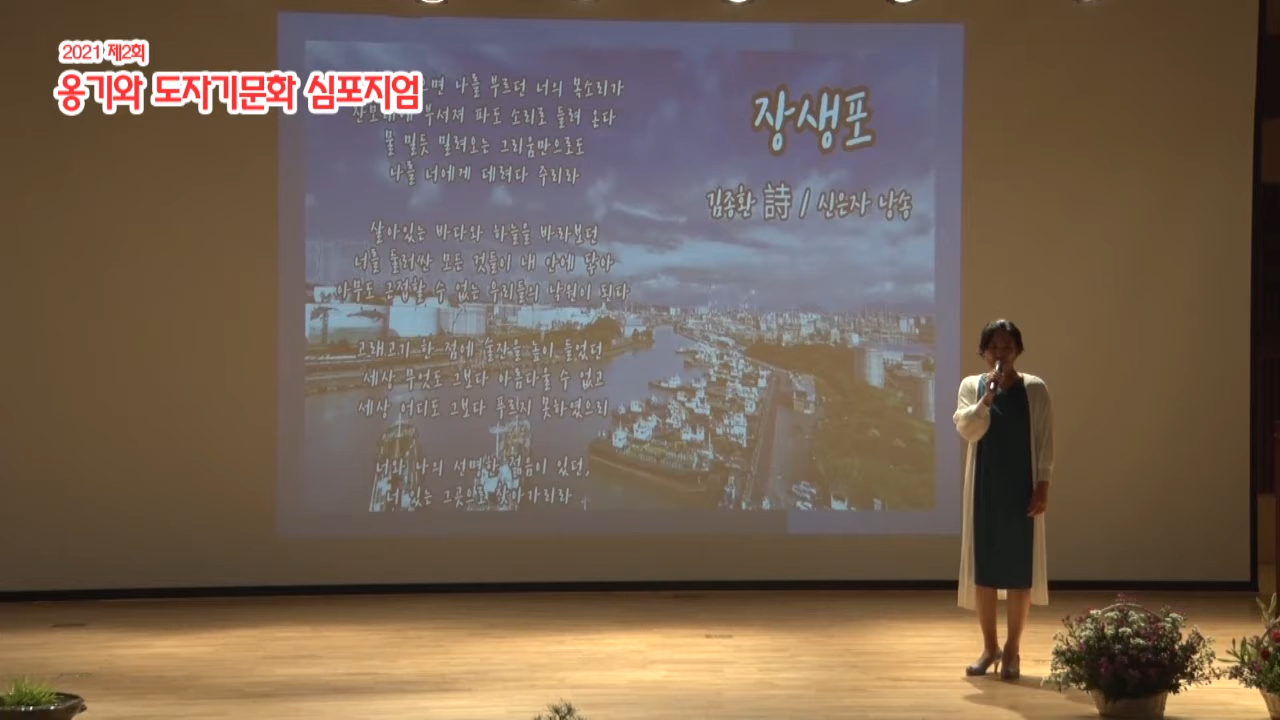 2021 제2회
옹기와 도자기문화 심포지엄
나를 부르던 너의 목소리가
부서져 파도 소리로 들려 온다
물 밀듯 밀려오는 그리움만으로도
나를 너에게 데려다 주리라
살아있는 바다와 하늘을 바라보던
너를 둘러싼 모든 것들이 내 안에 닿아
아무도 근접할 수 없는 우리들의 낙원이 된다
고래고기 한 점에 술잔을 높이 들었던
세상 무엇도 그보다 아름다울 수 없고
세상 어디도 그보다 푸르지 못하였으리
너와 나의 선명한 젊음이 있던,
너 있는 그곳으로 찾아가리라
장생포
김종환 詩 / 신은자 낭송